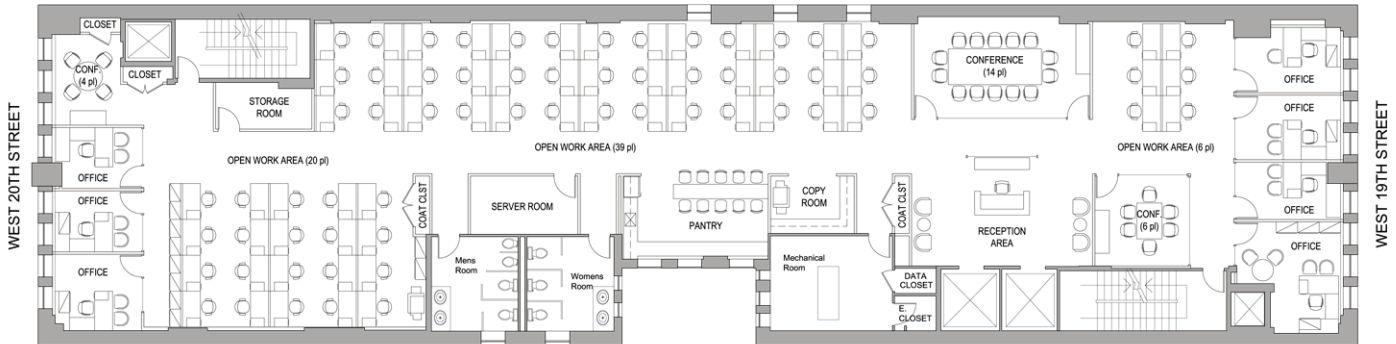 WEST 20TH STREET
CLOSET
CONF.
(4 pl)
CLOSET
STORAGE
ROOM
OFFICE
OFFICE
OFFICE
OPEN WORK AREA (20 pl)
COAT CLST
OPEN WORK AREA (39 pl)
SERVER ROOM
Mens
Room
Womens
Room
PANTRY
COPY
ROOM
COAT CLST
Mechanical
Room
DATA
CLOSET
E.
CLOSET
CONFERENCE
(14 pl)
RECEPTION
AREA
CONF.
(6 pl)
OPEN WORK AREA (6 pl)
OFFICE
OFFICE
OFFICE
OFFICE
WEST 19TH STREET